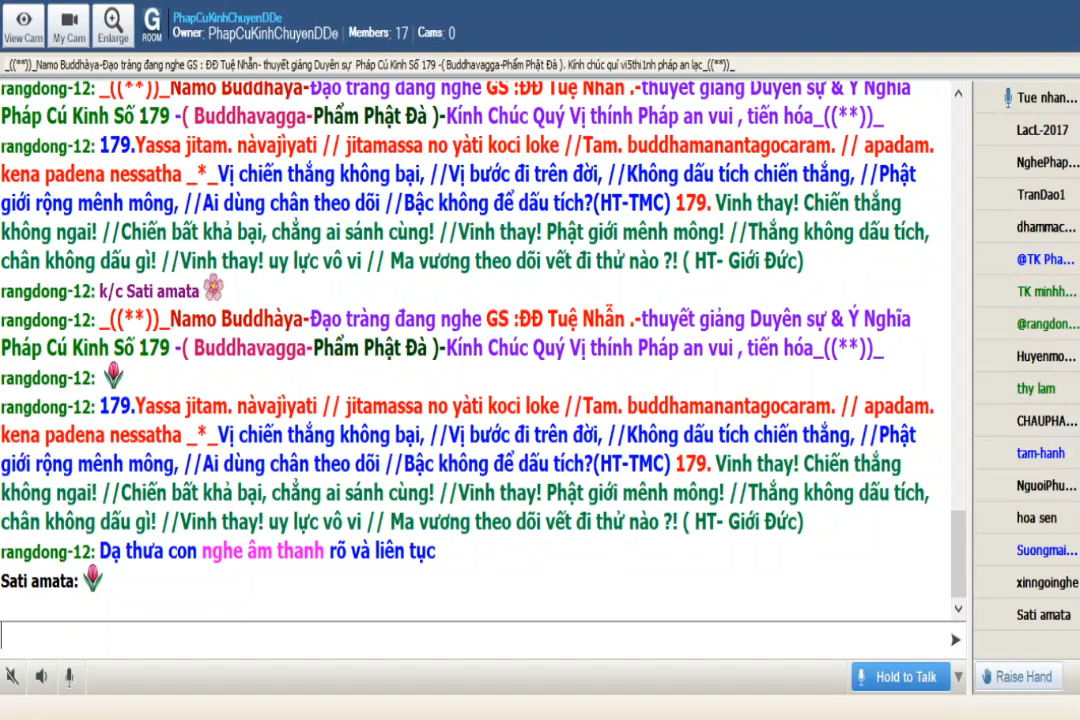 View Cam
My Cam
Enlarge
G ROOM
PhapCuKinhChuyenDDe
Owner: PhapCuKinhChuyenDDe | Members: 17 | Cams: 0
_((**))_Namo Buddhàya-Đạo tràng đang nghe GS : ĐĐ Tuệ Nhẫn- thuyết giảng Duyên sự Pháp Cú Kinh Số 179 -( Buddhavagga-Phẩm Phật Đà ). Kính chúc quí vi5thi1nh pháp an lạc_((**))_
rangdong-12: _((**))_Namo Buddhàya-Đạo tràng đang nghe GS :ĐĐ Tuệ Nhẫn .-thuyết giảng Duyên sự & Ý Nghĩa
Pháp Cú Kinh Số 179 -( Buddhavagga-Phẩm Phật Đà )-Kính Chúc Quý Vị thính Pháp an vui , tiến hóa_((**))_
rangdong-12: 179.Yassa jitam. nàvajìyati // jitamassa no yàti koci loke //Tam. buddhamanantagocaram. // apadam.
kena padena nessatha _*_Vị chiến thắng không bại, //Vị bước đi trên đời, //Không dấu tích chiến thắng, //Phật
giới rộng mênh mông, //Ai dùng chân theo dõi //Bậc không để dấu tích?(HT-TMC) 179. Vinh thay! Chiến thắng
không ngai! //Chiến bất khả bại, chẳng ai sánh cùng! //Vinh thay! Phật giới mênh mông! //Thắng không dấu tích,
chân không dấu gì! //Vinh thay! uy lực vô vi // Ma vương theo dõi vết đi thử nào ?! ( HT- Giới Đức)
rangdong-12: k/c Sati amata
rangdong-12: _((**))_Namo Buddhàya-Đạo tràng đang nghe GS :ĐĐ Tuệ Nhẫn .-thuyết giảng Duyên sự & Ý Nghĩa
Pháp Cú Kinh Số 179 -( Buddhavagga-Phẩm Phật Đà )-Kính Chúc Quý Vị thính Pháp an vui , tiến hóa_((**))_
rangdong-12:
rangdong-12: 179.Yassa jitam. nàvajìyati // jitamassa no yàti koci loke //Tam. buddhamanantagocaram. // apadam.
kena padena nessatha _*_Vị chiến thắng không bại, //Vị bước đi trên đời, //Không dấu tích chiến thắng, //Phật
giới rộng mênh mông, //Ai dùng chân theo dõi //Bậc không để dấu tích?(HT-TMC) 179. Vinh thay! Chiến thắng
không ngai! //Chiến bất khả bại, chẳng ai sánh cùng! //Vinh thay! Phật giới mênh mông! //Thắng không dấu tích,
chân không dấu gì! //Vinh thay! uy lực vô vi // Ma vương theo dõi vết đi thử nào ?! ( HT- Giới Đức)
rangdong-12: Dạ thưa con nghe âm thanh rõ và liên tục
Sati amata:
Tue nhan...
LacL-2017
NghePhap...
TranDao1
dhammac...
@TK Pha...
TK minhh...
@rangdon...
Huyenmo...
thy lam
CHAUPHA...
tam-hanh
NguoiPhu...
hoa sen
Suongmai...
xinngoinghe
Sati amata
Hold to Talk
Raise Hand